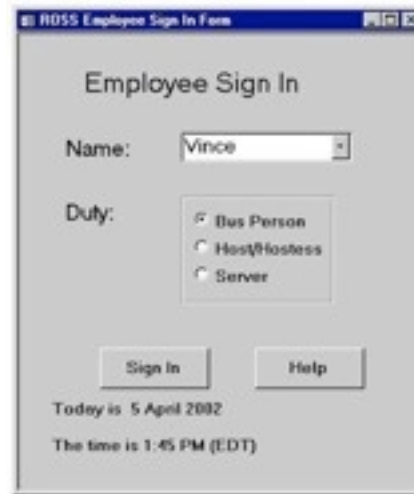 ROSS Employee Sign In Form
Employee Sign In
Name: Vince
Duty:
Bus Person
Host/Hostess
Server
Sign In Help
Today is 5 April 2002
The time is 1:45 PM (EDT)